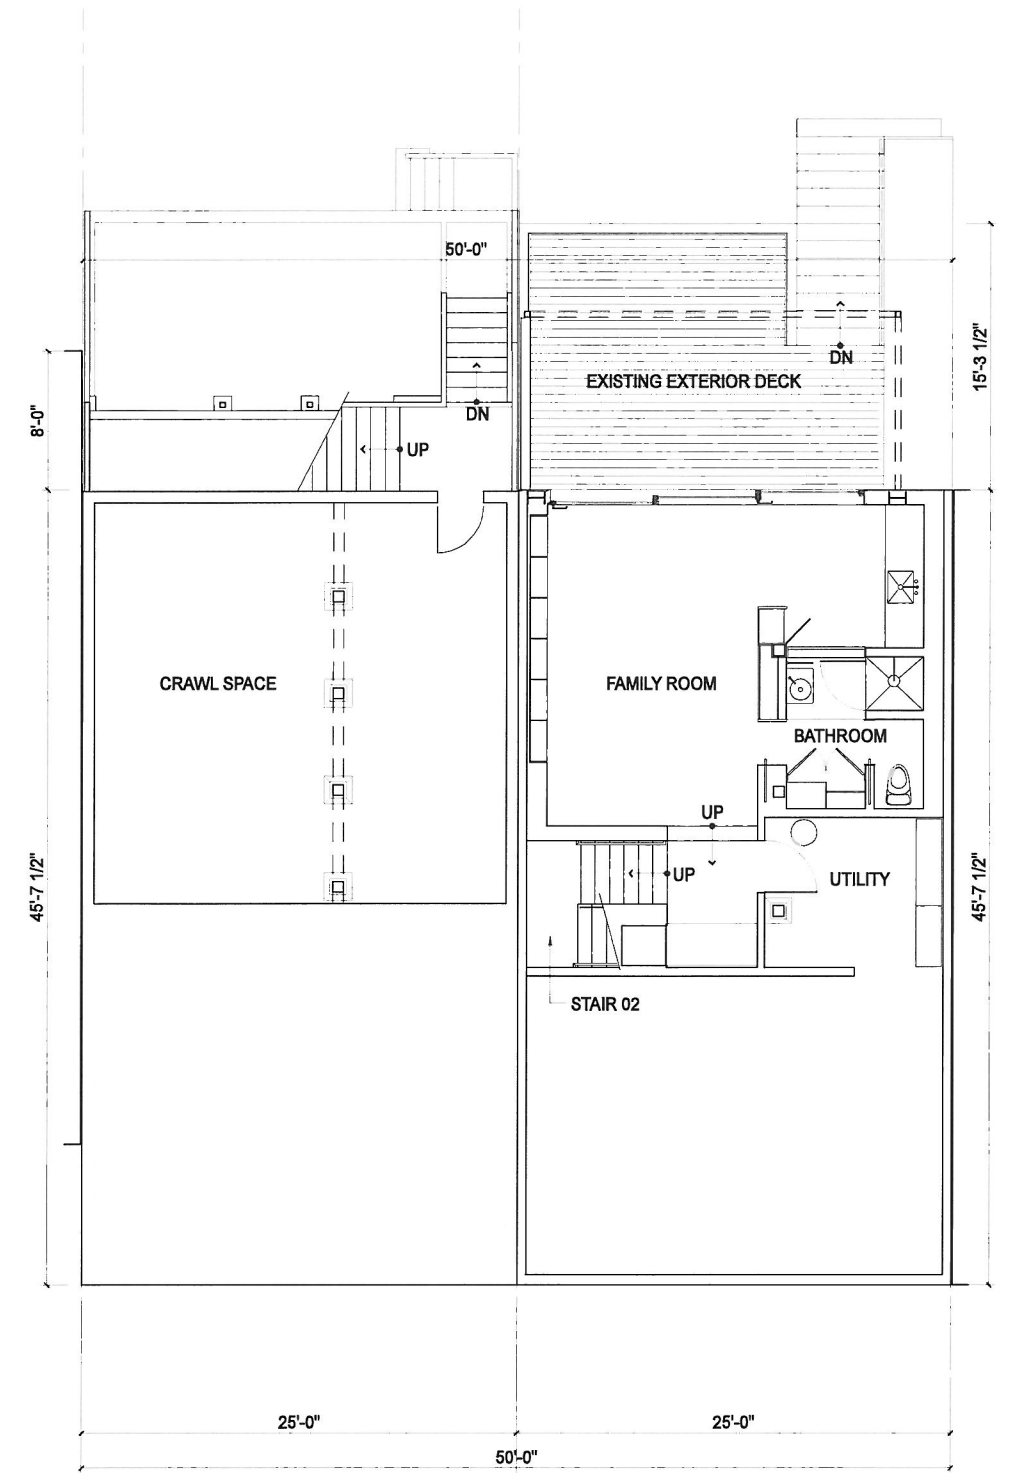 50'-0"
DN
EXISTING EXTERIOR DECK
15'-3 1/2"
8'-0"
DN
UP
CRAWL SPACE
FAMILY ROOM
BATHROOM
UP
UP
UTILITY
45'-7 1/2"
45'-7 1/2"
STAIR 02
25'-0"
25'-0"
50'-0"